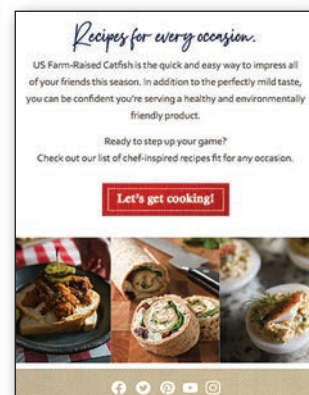 Recipes for every occasion.
US Farm-Raised Catfish is the quick and easy way to impress all
of your friends this season. In addition to the perfectly mild taste,
you can be confident you're serving a healthy and environmentally
friendly product.
Ready to step up your game?
Check out our list of chef-inspired recipes fit for any occasion.
Let's get cooking!